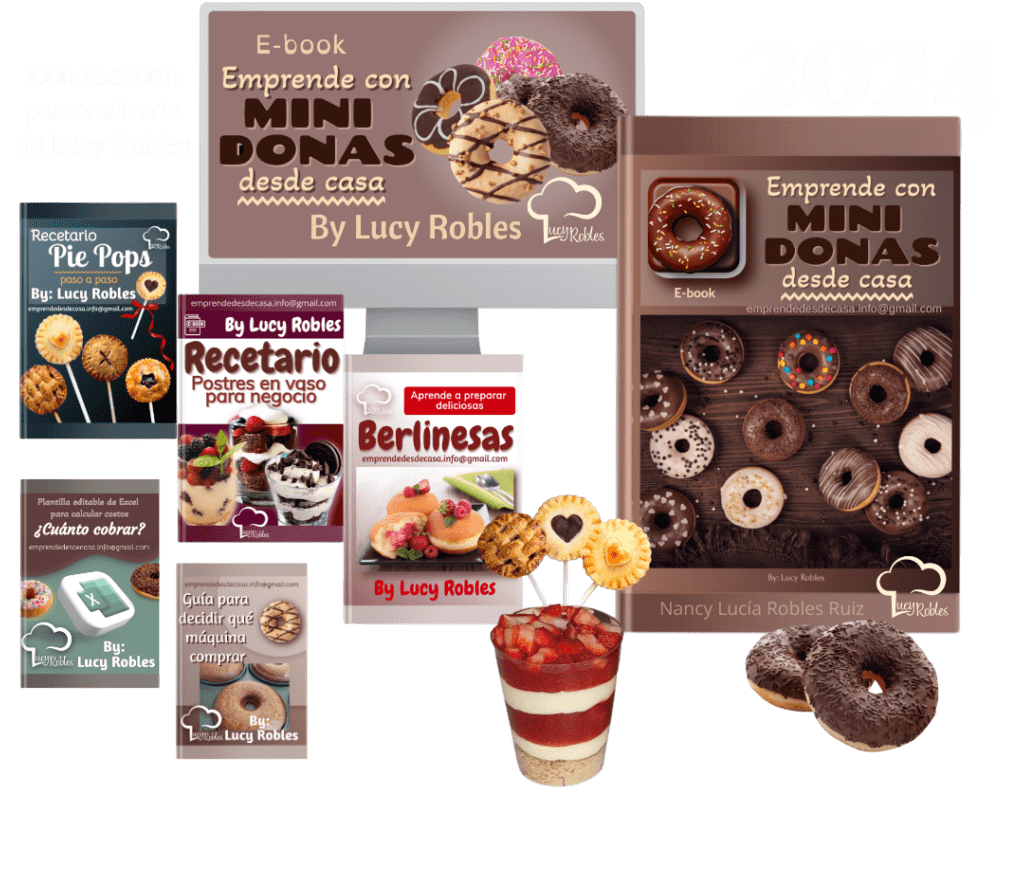 Con asesoría
personalizada
de Lucy Robles
2024
E-book
Emprende con
MINI
DONAS
desde casa
By Lucy Robles
Lucy Robles
Emprende con
MINI
DONAS
desde casa
E-book
emprendedesdecasa.info@gmail.com
By: Lucy Robles
Nancy Lucía Robles Ruiz
Lucy Robles
Recetario
Pie Pops
paso a paso
By: Lucy Robles
emprendedesdecasa.info@gmail.com
emprendedesdecasa.info@gmail.com
E-BOOK
By Lucy Robles
Recetario
Postres en vaso
para negocio
Lucy Robles
Aprende a preparar
deliciosas
Berlinesas
emprendedesdecasa.info@gmail.com
By Lucy Robles
Plantilla editable de Excel
para calcular costos
¿Cuánto cobrar?
emprendedesdecasa.info@gmail.com
X
By:
Lucy Robles
Lucy Robles
emprendedesdecasa.info@gmail.com
Guía para
decidir qué
máquina
comprar
By:
Lucy Robles
Lucy Robles